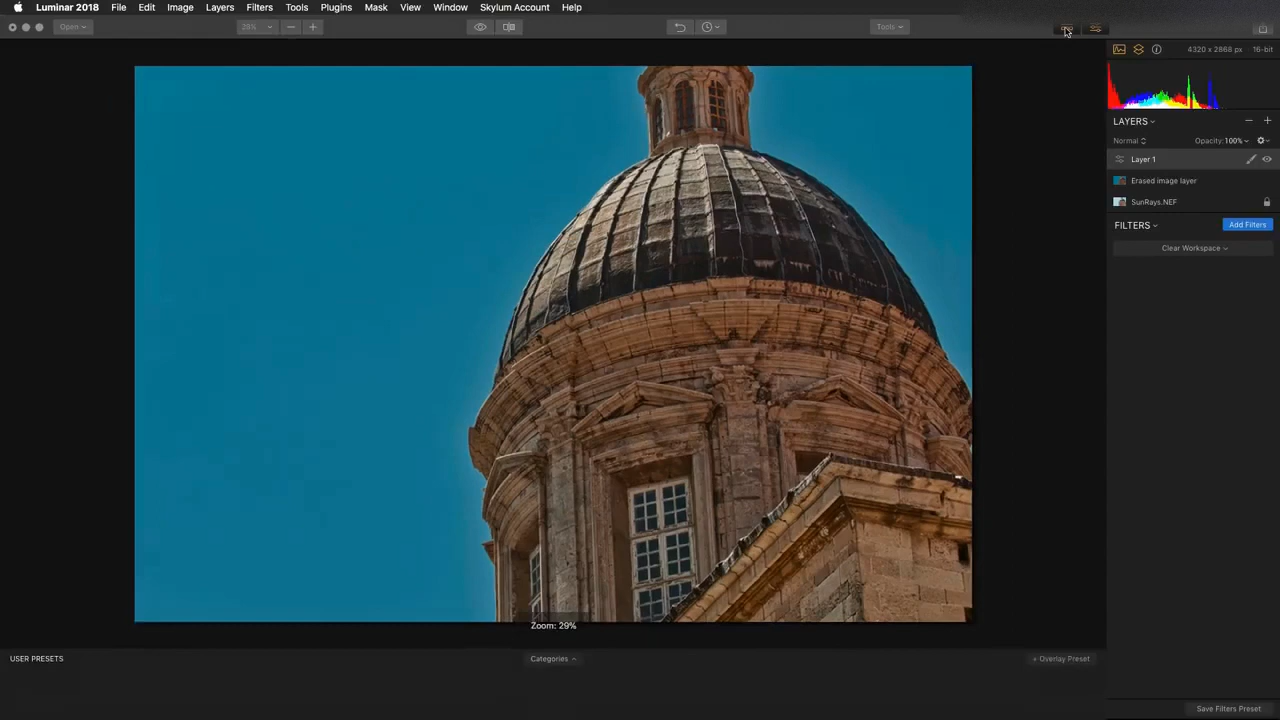 Luminar 2018 File Edit Image Layers Filters Tools Plugins Mask View Window Skylum Account Help
Open 28% Tools
4320 x 2868 px 16-bit
LAYERS
Normal Opacity: 100%
Layer 1
Erased image layer
SunRays.NEF
FILTERS Add Filters
Clear Workspace
Zoom: 29%
USER PRESETS Categories + Overlay Preset
Save Filters Preset